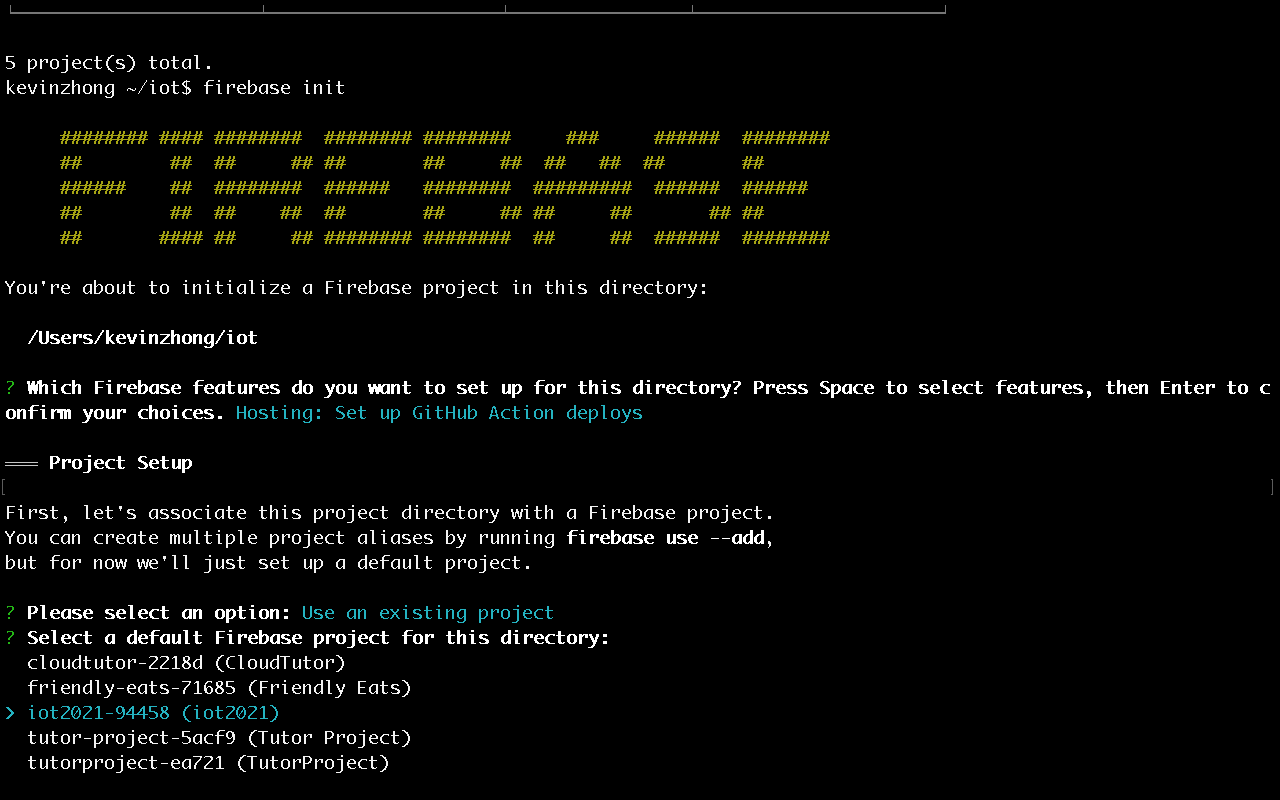 5 project(s) total.
kevinzhong ~/iot$ firebase init
######## #### ########  ######## ########     ###     ######  ########
##        ##  ##     ## ##       ##     ##  ##   ##  ##       ##
######    ##  ########  ######   ########  #########  ######  ######
##        ##  ##    ##  ##       ##     ## ##     ##       ## ##
##       #### ##     ## ######## ########  ##     ##  ######  ########
You're about to initialize a Firebase project in this directory:
/Users/kevinzhong/iot
? Which Firebase features do you want to set up for this directory? Press Space to select features, then Enter to c
onfirm your choices. Hosting: Set up GitHub Action deploys
=== Project Setup
[ ]
First, let's associate this project directory with a Firebase project.
You can create multiple project aliases by running firebase use --add,
but for now we'll just set up a default project.
? Please select an option: Use an existing project
? Select a default Firebase project for this directory:
cloudtutor-2218d (CloudTutor)
friendly-eats-71685 (Friendly Eats)
❯ iot2021-94458 (iot2021)
tutor-project-5acf9 (Tutor Project)
tutorproject-ea721 (TutorProject)